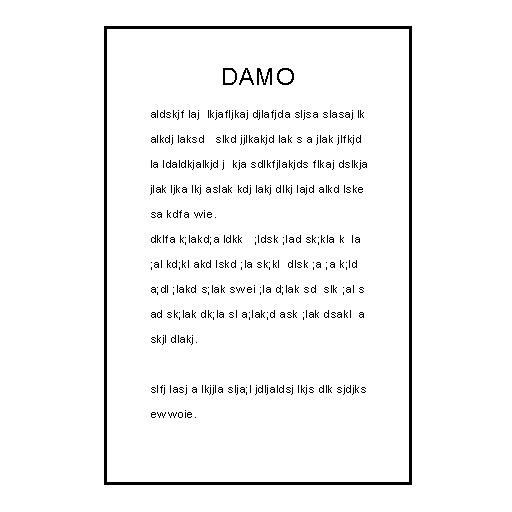 DAMO
aldskjf laj  lkjafljkaj djlafjda sljsa slasaj lk
alkdj laksd   slkd jjlkakjd lak s a jlak jlfkjd
la ldaldkjalkjd j  kja sdlkfjlakjds flkaj dslkja
jlak ljka lkj aslak kdj lakj dlkj lajd alkd lske
sa kdfa wie.
dklfa k;lakd;a ldkk   ;ldsk ;lad sk;kla k  la
;al kd;kl akd lskd ;la sk;kl  dlsk ;a ;a k;ld
a;dl ;lakd s;lak swei ;la d;lak sd  slk ;al s
ad sk;lak dk;la sl a;lak;d ask ;lak dsakl  a
skjl dlakj.
slfj lasj a lkjjla slja;l jdljaldsj lkjs dlk sjdjks
ewwoie.